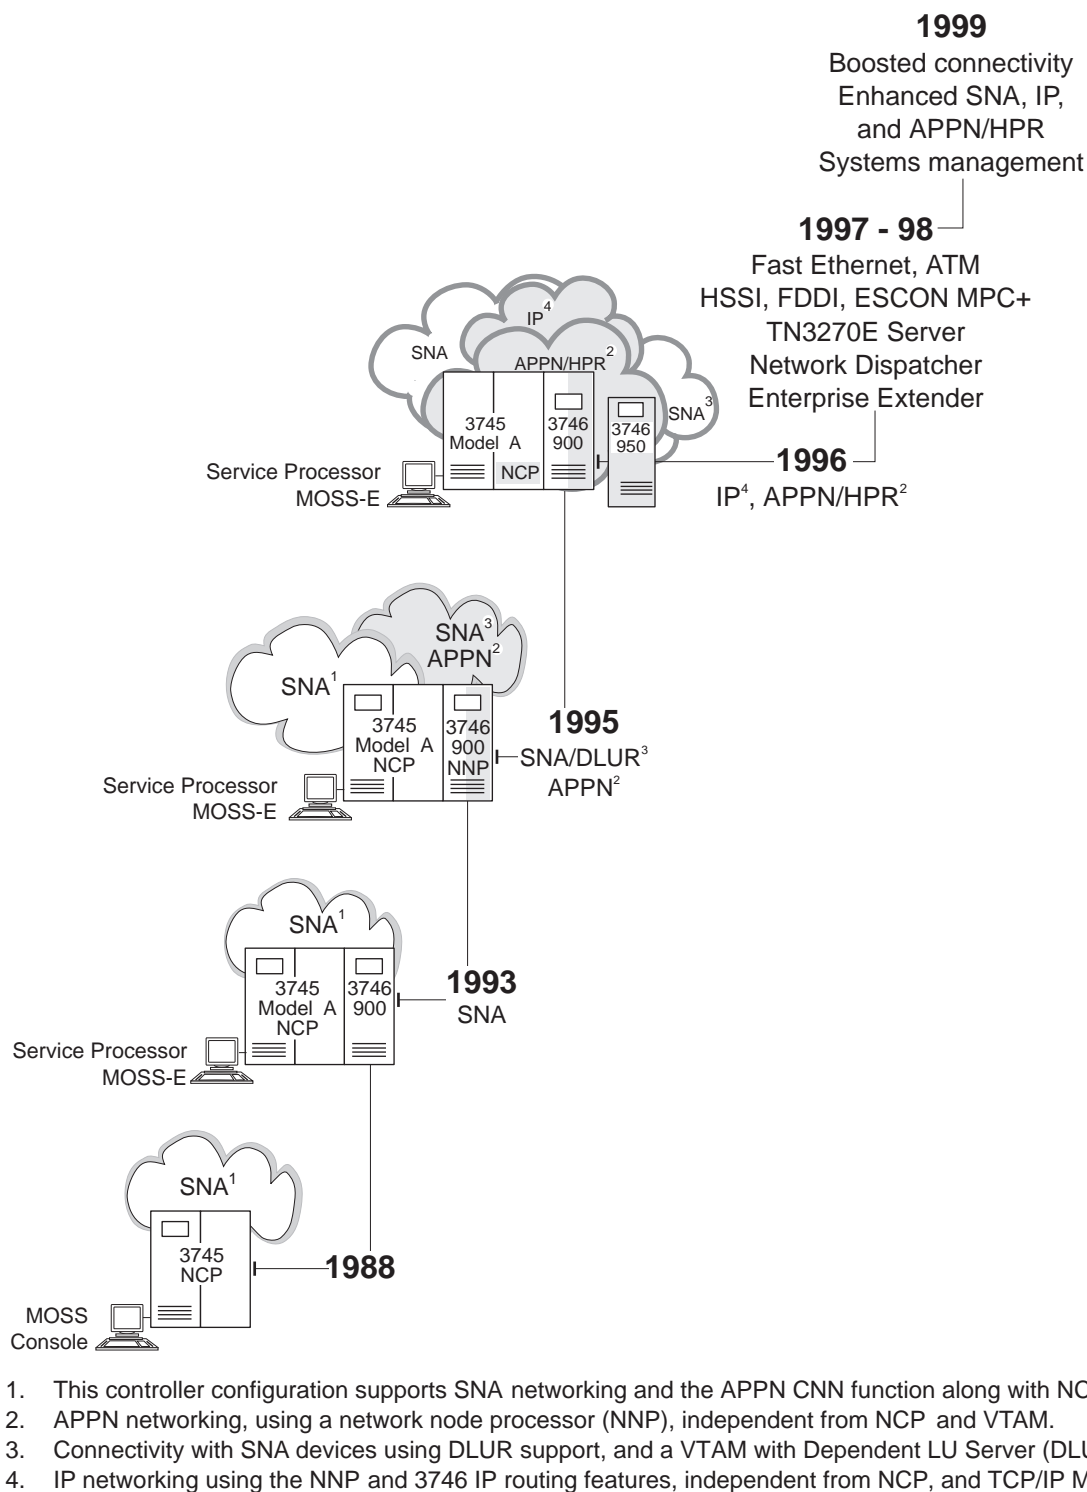 1999
Boosted connectivity
Enhanced SNA, IP,
and APPN/HPR
Systems management
1997 - 98
Fast Ethernet, ATM
HSSI, FDDI, ESCON MPC+
TN3270E Server
Network Dispatcher
Enterprise Extender
IP4
SNA
APPN/HPR2
SNA3
3745
Model A
NCP
3746
900
3746
950
Service Processor
MOSS-E
1996
IP4, APPN/HPR2
SNA3
APPN2
SNA1
3745
Model A
NCP
3746
900
NNP
Service Processor
MOSS-E
1995
SNA/DLUR3
APPN2
SNA1
3745
Model A
NCP
3746
900
Service Processor
MOSS-E
1993
SNA
SNA1
3745
NCP
1988
MOSS
Console
1. This controller configuration supports SNA networking and the APPN CNN function along with
2. APPN networking, using a network node processor (NNP), independent from NCP and VTAM.
3. Connectivity with SNA devices using DLUR support, and a VTAM with Dependent LU Server
4. IP networking using the NNP and 3746 IP routing features, independent from NCP, and TCP/IP